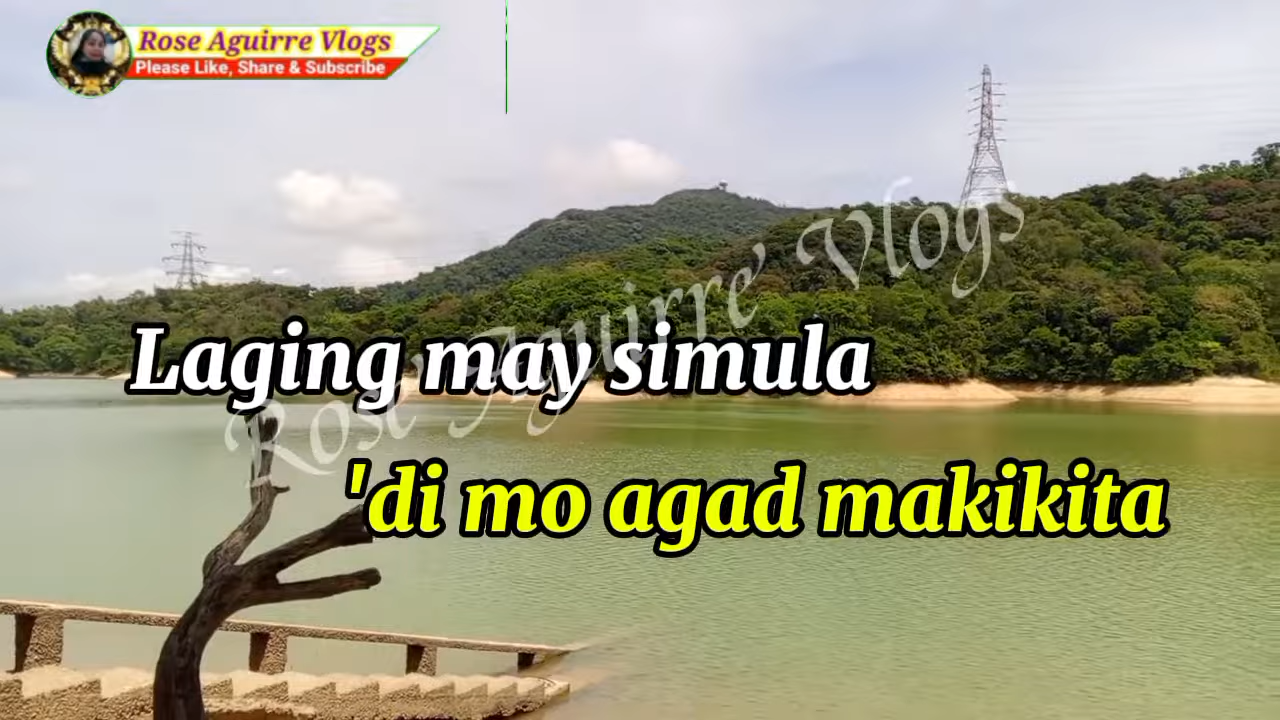 Rose Aguirre Vlogs
Please Like, Share & Subscribe
Rose' Aguirre' Vlogs
Laging may simula
'di mo agad makikita